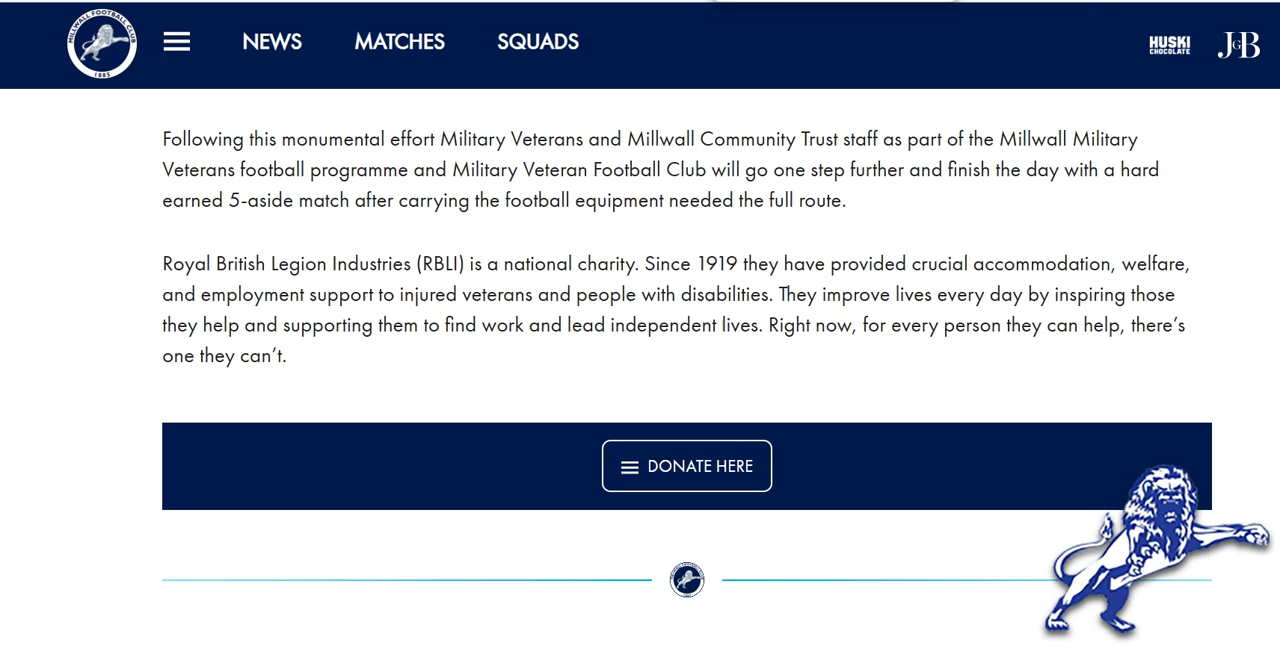 MILLWALL FOOTBALL CLUB
1885
NEWS MATCHES SQUADS
HUSKI
CHOCOLATE
JGB
Following this monumental effort Military Veterans and Millwall Community Trust staff as part of the Millwall Military
Veterans football programme and Military Veteran Football Club will go one step further and finish the day with a hard
earned 5-aside match after carrying the football equipment needed the full route.
Royal British Legion Industries (RBLI) is a national charity. Since 1919 they have provided crucial accommodation, welfare,
and employment support to injured veterans and people with disabilities. They improve lives every day by inspiring those
they help and supporting them to find work and lead independent lives. Right now, for every person they can help, there’s
one they can’t.
DONATE HERE